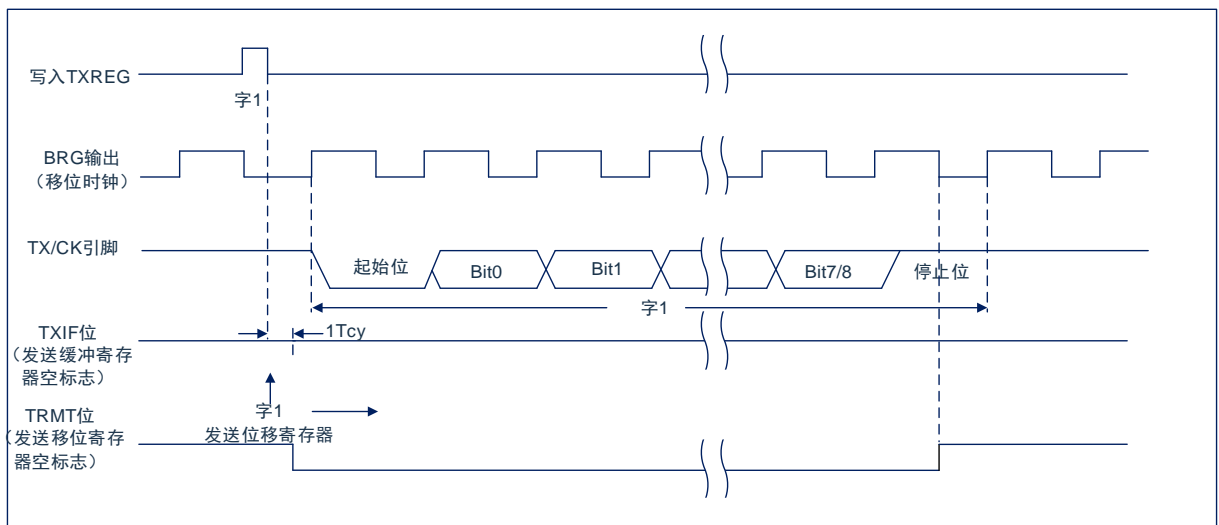 写入TXREG
字1
BRG输出
（移位时钟）
TX/CK引脚
起始位
Bit0
Bit1
Bit7/8
停止位
字1
TXIF位
（发送缓冲寄存
器空标志）
1Tcy
字1
发送位移寄存器
TRMT位
（发送移位寄存
器空标志）